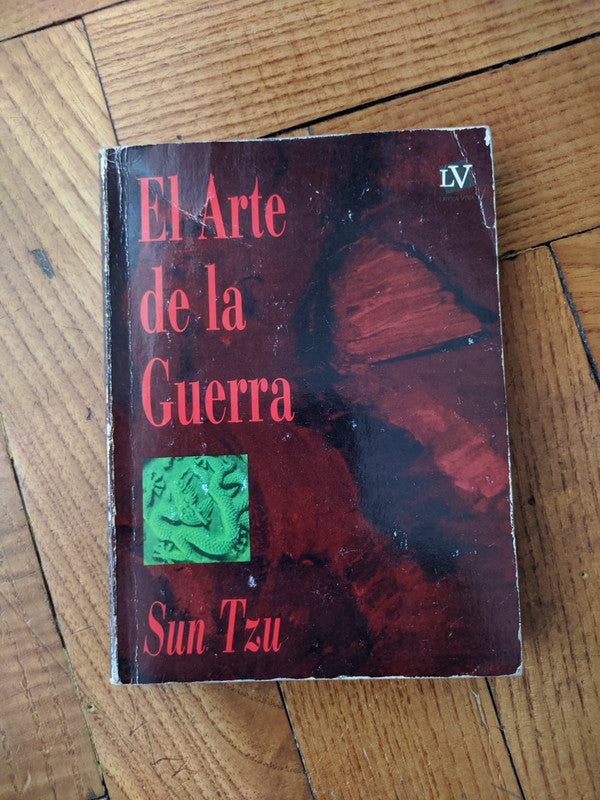 El Arte
de la
Guerra
LV
Sun Tzu